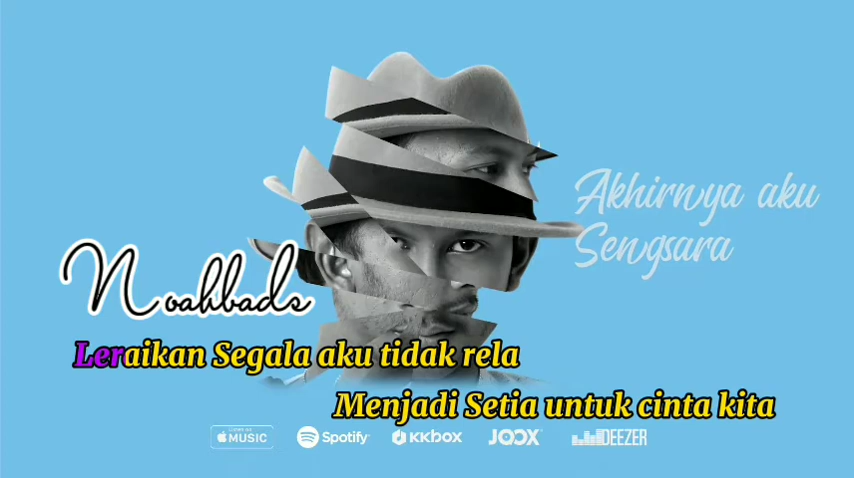 Akhirnya aku
Sengsara
Noahbads
Leraikan Segala aku tidak rela
Menjadi Setia untuk cinta kita
MUSIC
Spotify
KKBOX
JOOX
DEEZER